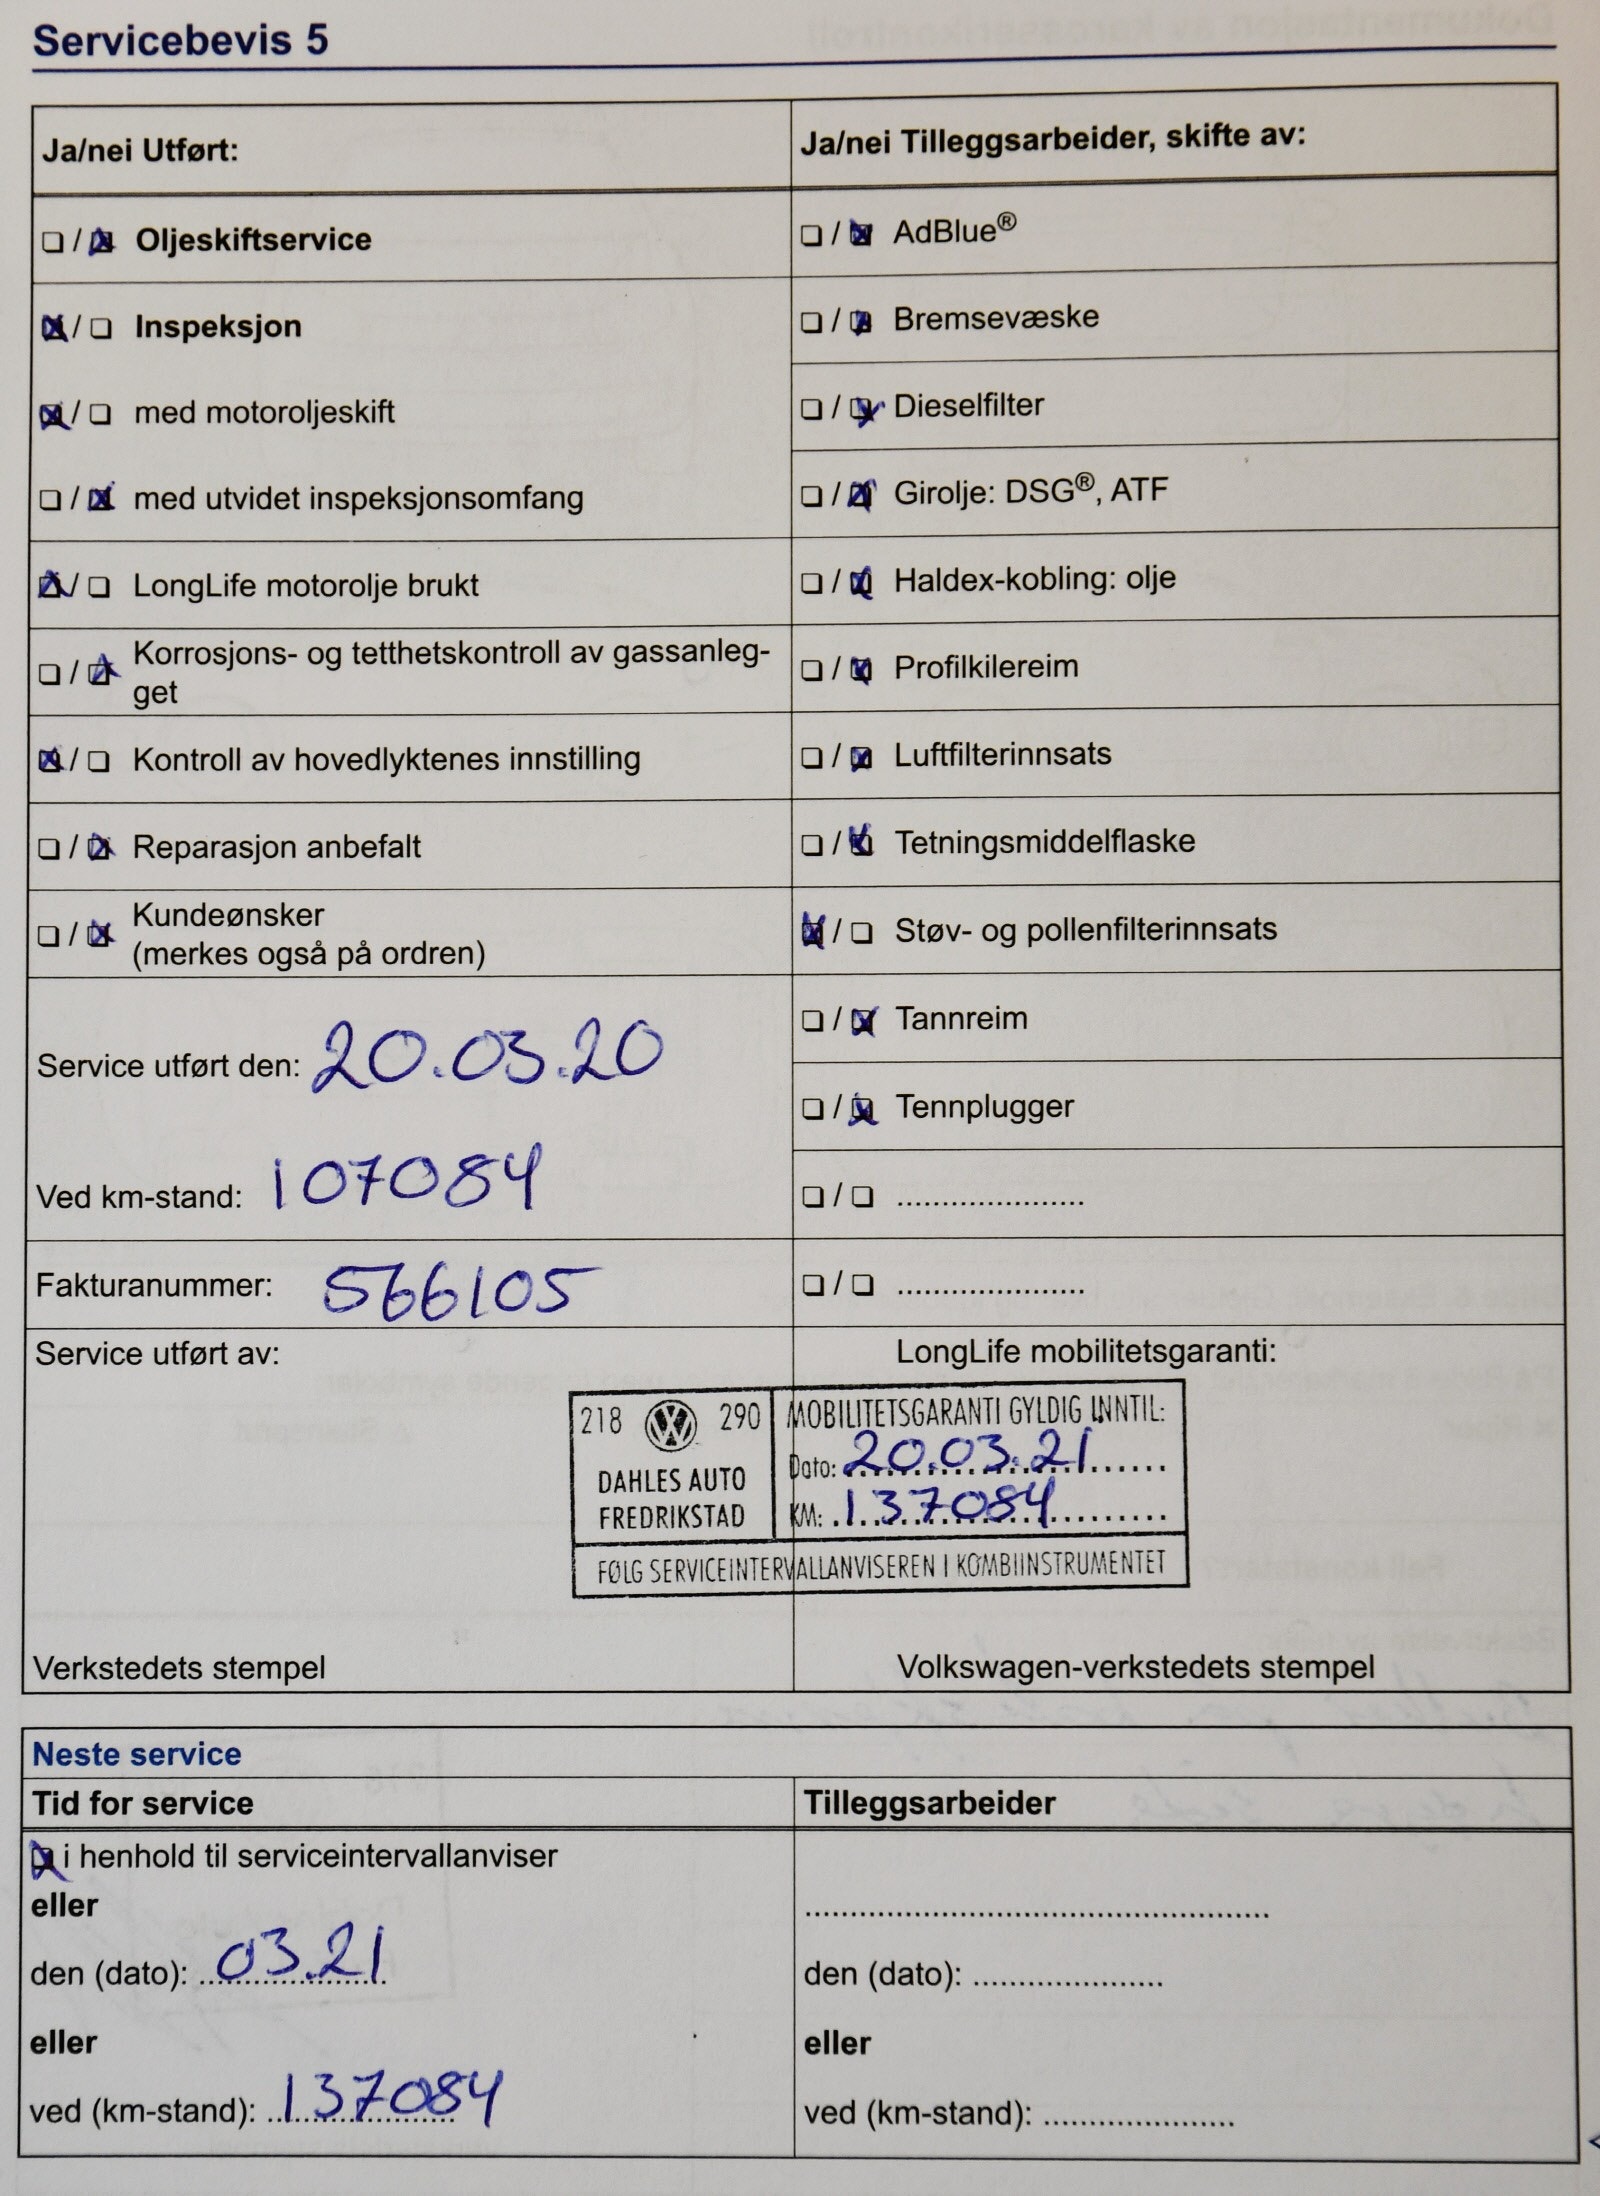 Servicebevis 5
Ja/nei Utført:
☐ / ☒ Oljeskiftservice
☒ / ☐ Inspeksjon
☒ / ☐ med motoroljeskift
☐ / ☒ med utvidet inspeksjonsomfang
☒ / ☐ LongLife motorolje brukt
☐ / ☒ Korrosjons- og tetthetskontroll av gassanleg-
get
☒ / ☐ Kontroll av hovedlyktenes innstilling
☐ / ☒ Reparasjon anbefalt
☐ / ☒ Kundeønsker
(merkes også på ordren)
Service utført den: 20.03.20
Ved km-stand: 107084
Fakturanummer: 566105
Ja/nei Tilleggsarbeider, skifte av:
☐ / ☒ AdBlue®
☐ / ☒ Bremsevæske
☐ / ☒ Dieselfilter
☐ / ☒ Girolje: DSG®, ATF
☐ / ☒ Haldex-kobling: olje
☐ / ☒ Profilkilereim
☐ / ☒ Luftfilterinnsats
☐ / ☒ Tetningsmiddelflaske
☒ / ☐ Støv- og pollenfilterinnsats
☐ / ☒ Tannreim
☐ / ☒ Tennplugger
☐ / ☐ .....................
☐ / ☐ .....................
Service utført av:
LongLife mobilitetsgaranti:
218 VW 290
DAHLES AUTO
FREDRIKSTAD
MOBILITETSGARANTI GYLDIG INNTIL:
Dato: 20.03.21
KM: 137084
FØLG SERVICEINTERVALLANVISEREN I KOMBIINSTRUMENTET
Verkstedets stempel
Volkswagen-verkstedets stempel
Neste service
Tid for service
☒ i henhold til serviceintervallanviser
eller
den (dato): 03.21
eller
ved (km-stand): 137084
Tilleggsarbeider
....................................................
den (dato): .....................
eller
ved (km-stand): .....................